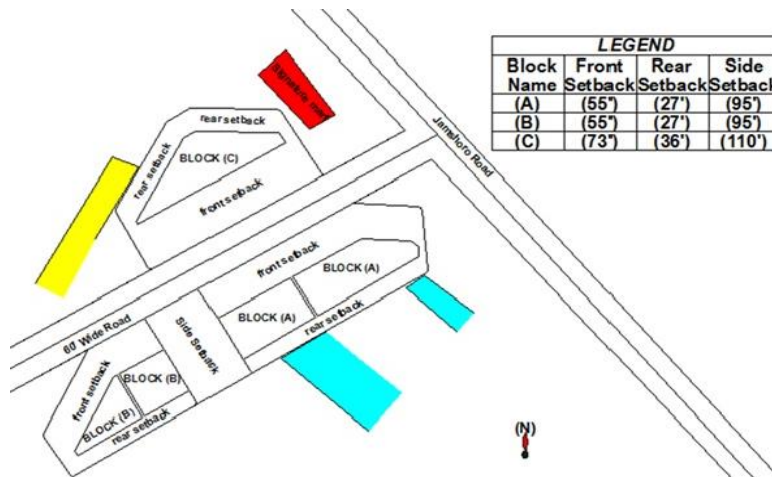 LEGEND
Block Name Front Setback Rear Setback Side Setback
(A) (55') (27') (95')
(B) (55') (27') (95')
(C) (73') (36') (110')
Signature
Jamshoro Road
rear setback
rear setback
BLOCK (C)
front setback
front setback
BLOCK (A)
BLOCK (A)
rear setback
60' Wide Road
Side Setback
front setback
BLOCK (B)
BLOCK (B)
rear setback
(N)